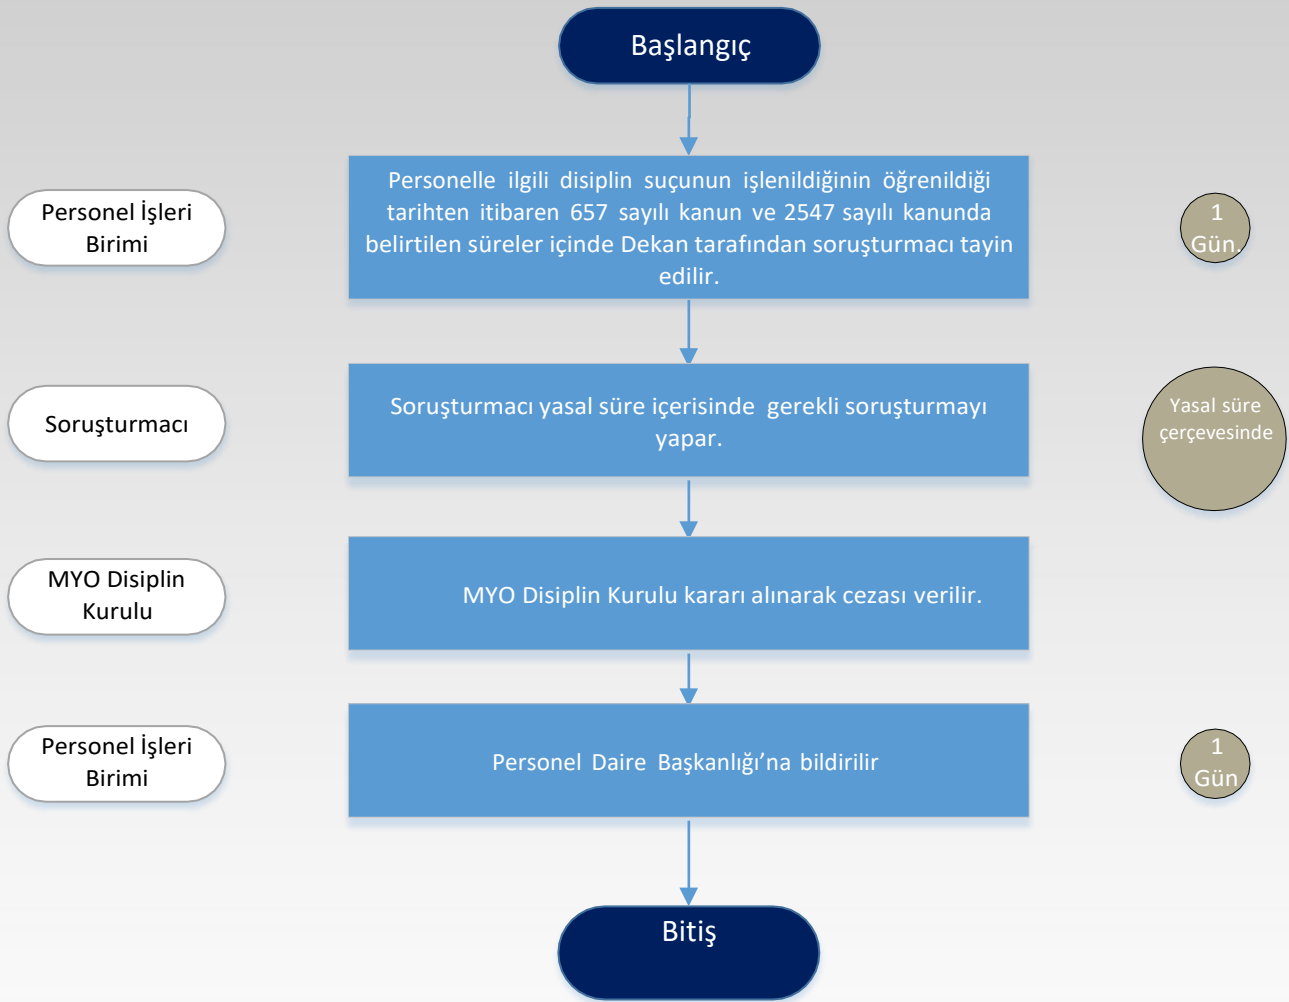 Başlangıç
Personel İşleri
Birimi
Personelle ilgili disiplin suçunun işlenildiğinin öğrenildiği
tarihten itibaren 657 sayılı kanun ve 2547 sayılı kanunda
belirtilen süreler içinde Dekan tarafından soruşturmacı tayin
edilir.
1
Gün.
Soruşturmacı
Soruşturmacı yasal süre içerisinde gerekli soruşturmayı
yapar.
Yasal süre
çerçevesinde
MYO Disiplin
Kurulu
MYO Disiplin Kurulu kararı alınarak cezası verilir.
Personel İşleri
Birimi
Personel Daire Başkanlığı’na bildirilir
1
Gün
Bitiş